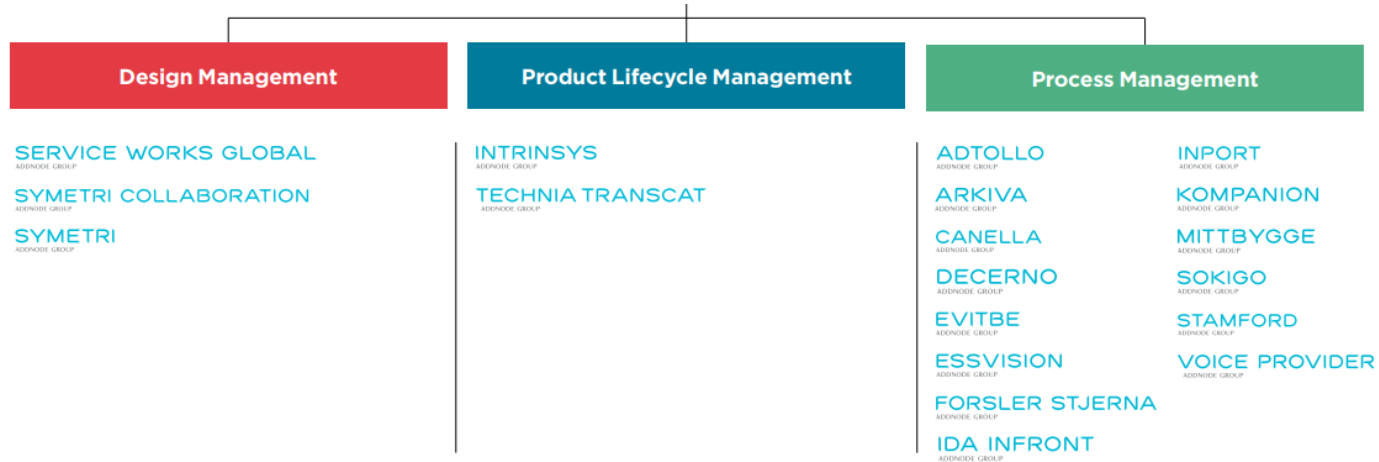 Design Management
SERVICE WORKS GLOBAL
ADDNODE GROUP
SYMETRI COLLABORATION
ADDNODE GROUP
SYMETRI
ADDNODE GROUP
Product Lifecycle Management
INTRINSYS
ADDNODE GROUP
TECHNIA TRANSCAT
ADDNODE GROUP
Process Management
ADTOLLO
ADDNODE GROUP
ARKIVA
ADDNODE GROUP
CANELLA
ADDNODE GROUP
DECERNO
ADDNODE GROUP
EVITBE
ADDNODE GROUP
ESSVISION
ADDNODE GROUP
FORSLER STJERNA
ADDNODE GROUP
IDA INFRONT
ADDNODE GROUP
INPORT
ADDNODE GROUP
KOMPANION
ADDNODE GROUP
MITTBYGGE
ADDNODE GROUP
SOKIGO
ADDNODE GROUP
STAMFORD
ADDNODE GROUP
VOICE PROVIDER
ADDNODE GROUP